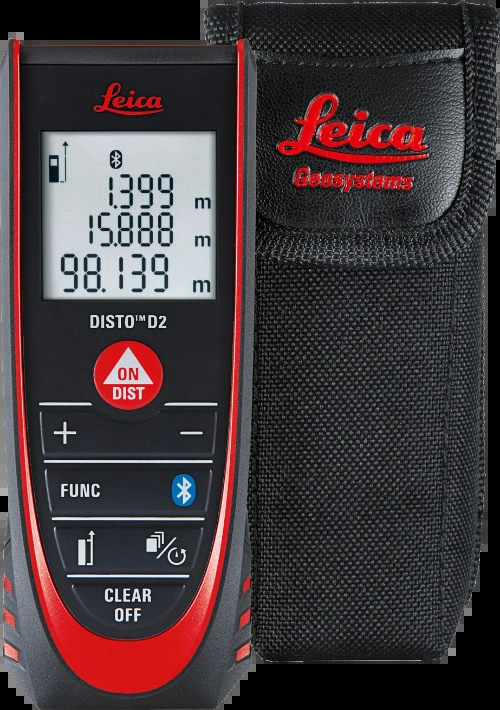 Leica
1.399 m
15.888 m
98.139 m
DISTO™ D2
ON
DIST
+ −
FUNC
CLEAR
OFF
Leica
Geosystems